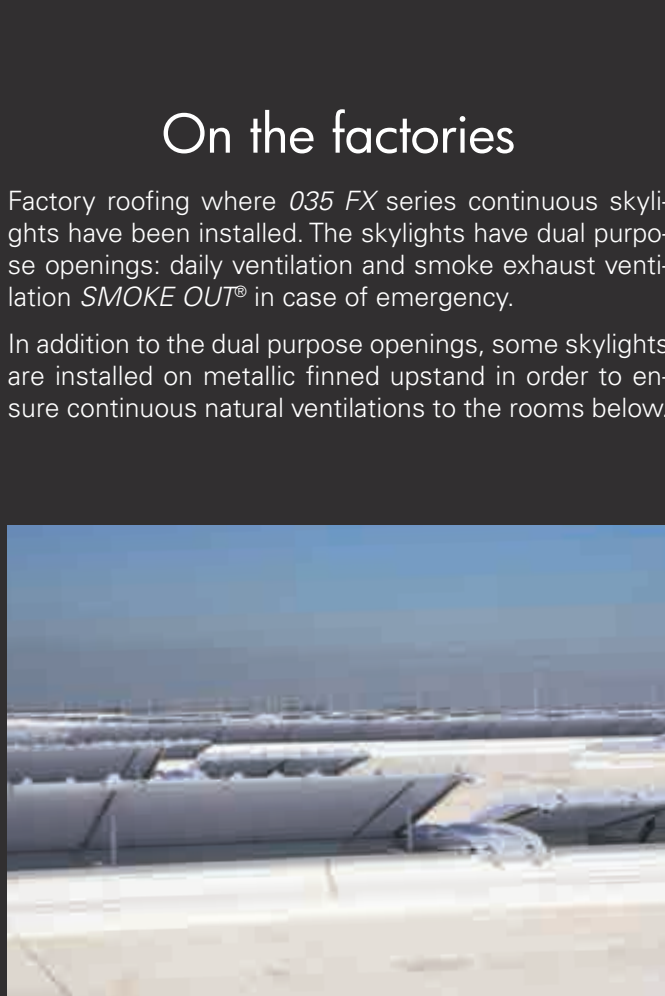 On the factories
Factory roofing where 035 FX series continuous skyli-
ghts have been installed. The skylights have dual purpo-
se openings: daily ventilation and smoke exhaust venti-
lation SMOKE OUT® in case of emergency.
In addition to the dual purpose openings, some skylights
are installed on metallic finned upstand in order to en-
sure continuous natural ventilations to the rooms below.